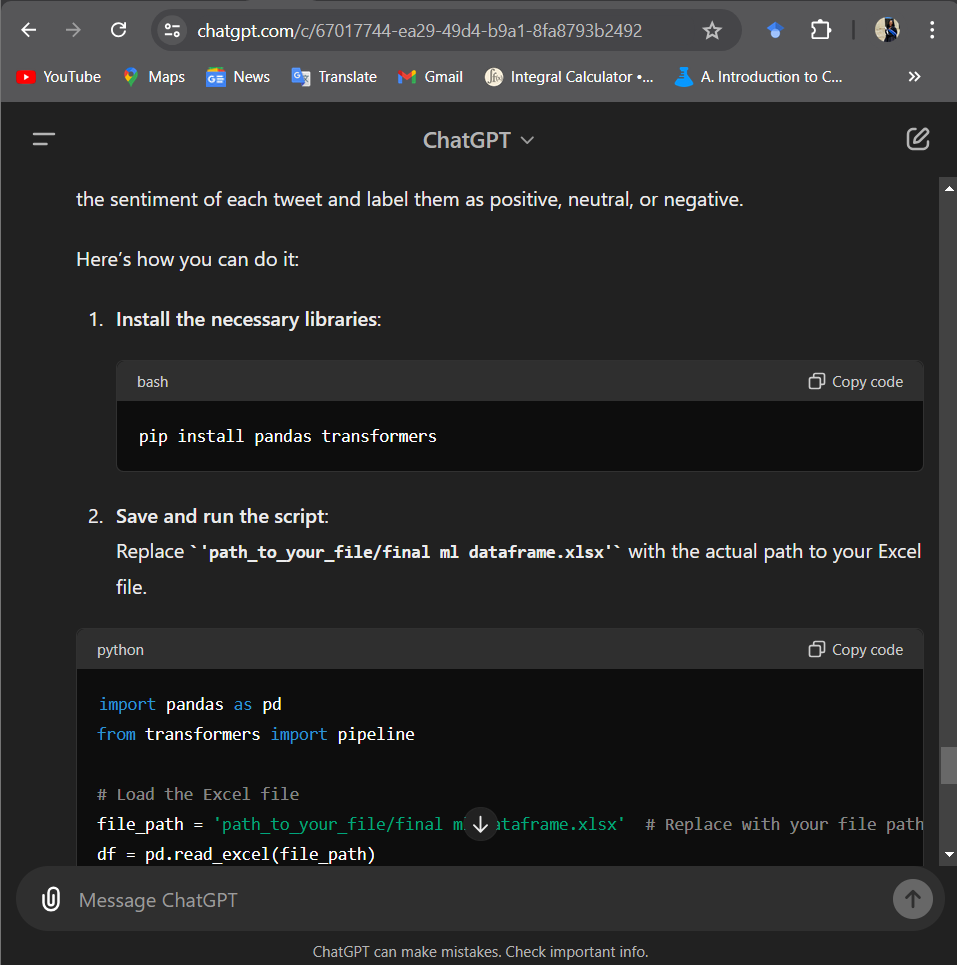 chatgpt.com/c/67017744-ea29-49d4-b9a1-8fa8793b2492
YouTube Maps News Translate Gmail Integral Calculator •... A. Introduction to C... »
ChatGPT
the sentiment of each tweet and label them as positive, neutral, or negative.
Here’s how you can do it:
1. Install the necessary libraries:
bash Copy code
pip install pandas transformers
2. Save and run the script:
Replace `'path_to_your_file/final ml dataframe.xlsx'` with the actual path to your Excel
file.
python Copy code
import pandas as pd
from transformers import pipeline
# Load the Excel file
file_path = 'path_to_your_file/final ml dataframe.xlsx' # Replace with your file path
df = pd.read_excel(file_path)
Message ChatGPT
ChatGPT can make mistakes. Check important info.